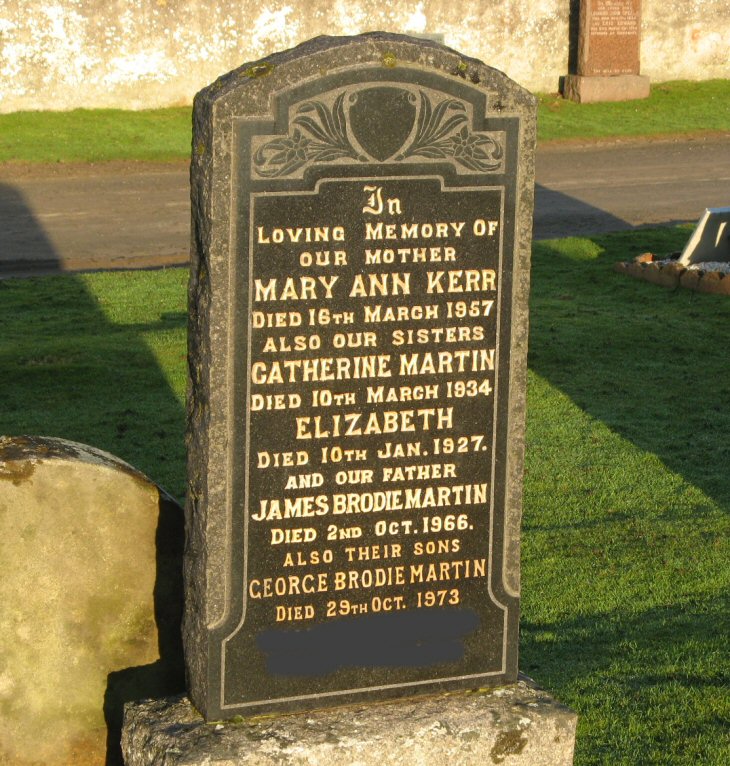 In
Loving Memory Of
our mother
Mary Ann Kerr
Died 16th March 1957
also our sisters
Catherine Martin
Died 10th March 1934
Elizabeth
Died 10th Jan. 1927.
and our father
James Brodie Martin
Died 2nd Oct. 1966.
also their sons
George Brodie Martin
Died 29th Oct. 1973